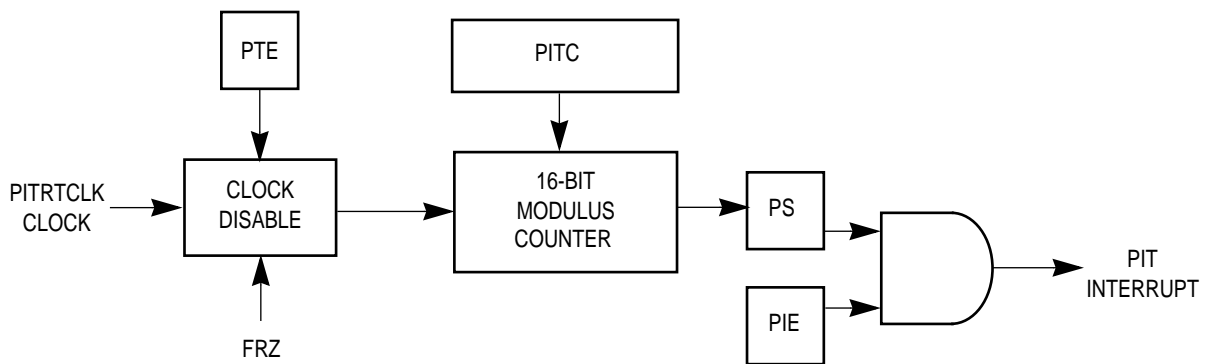 PTE
PITC
PITRTCLK
CLOCK
CLOCK
DISABLE
16-BIT
MODULUS
COUNTER
PS
PIE
PIT
INTERRUPT
FRZ